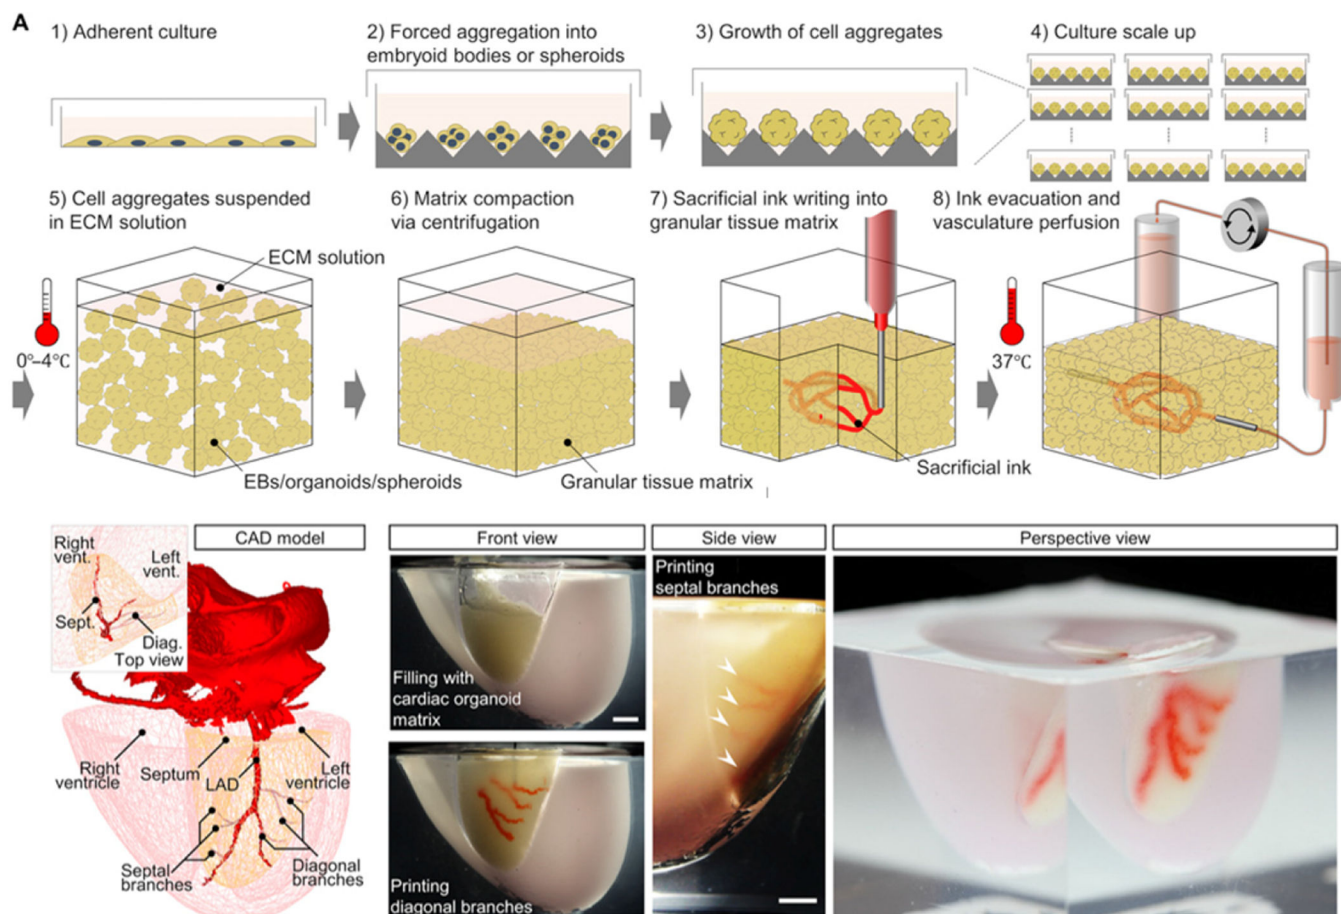 A
1) Adherent culture
2) Forced aggregation into
embryoid bodies or spheroids
3) Growth of cell aggregates
4) Culture scale up
5) Cell aggregates suspended
in ECM solution
6) Matrix compaction
via centrifugation
7) Sacrificial ink writing into
granular tissue matrix
8) Ink evacuation and
vasculature perfusion
ECM solution
0°–4°C
37°C
EBs/organoids/spheroids
Granular tissue matrix
Sacrificial ink
CAD model
Right
vent.
Left
vent.
Sept.
Diag.
Top view
Right
ventricle
Septum
LAD
Left
ventricle
Septal
branches
Diagonal
branches
Front view
Filling with
cardiac organoid
matrix
Printing
diagonal branches
Side view
Printing
septal branches
Perspective view